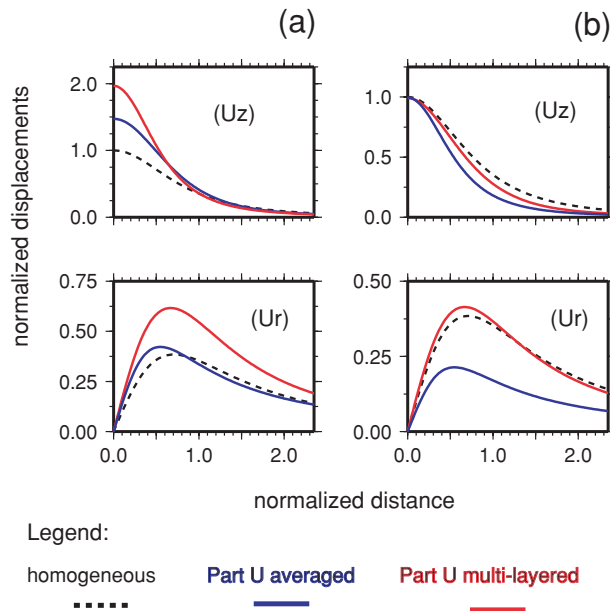 (a)
(b)
normalized displacements
2.0
1.0
0.0
(Uz)
1.0
0.5
0.0
(Uz)
0.75
0.50
0.25
0.00
(Ur)
0.50
0.25
0.00
(Ur)
0.0 1.0 2.0
0.0 1.0 2.0
normalized distance
Legend:
homogeneous
Part U averaged
Part U multi-layered